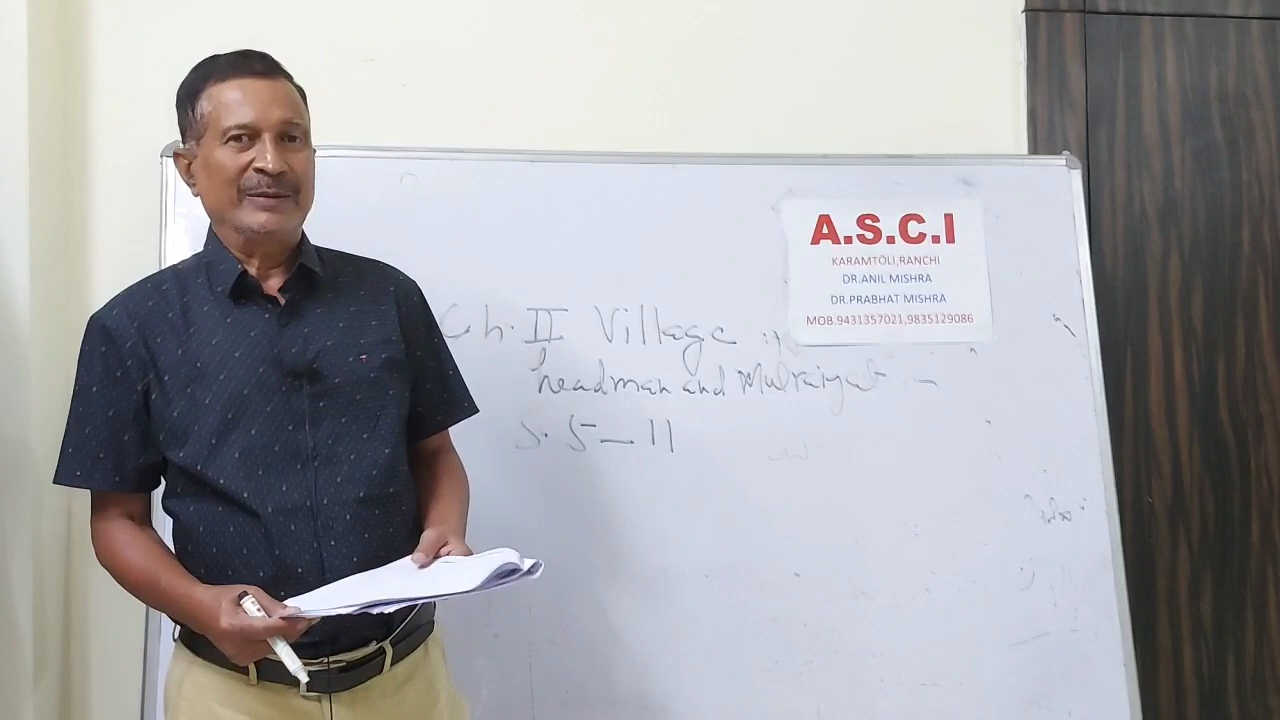 A.S.C.I
KARAMTOLI,RANCHI
DR.ANIL MISHRA
DR.PRABHAT MISHRA
MOB.9431357021,9835129086
Ch. II Village
headman and Mulraiyat -
S. 5 - 11